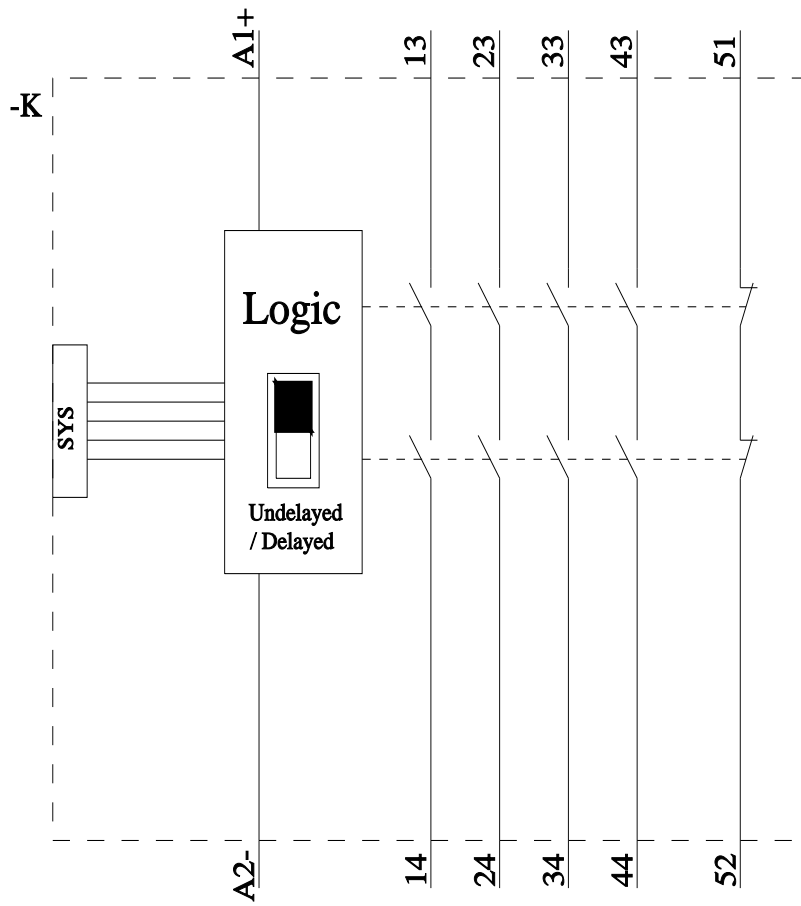 A1+
13
23
33
43
51
-K
Logic
SYS
Undelayed
/ Delayed
A2-
14
24
34
44
52